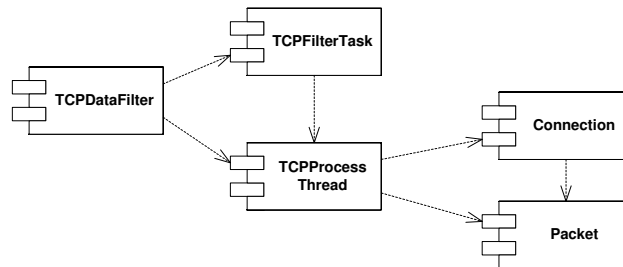 TCPFilterTask
TCPDataFilter
Connection
TCPProcess
Thread
Packet